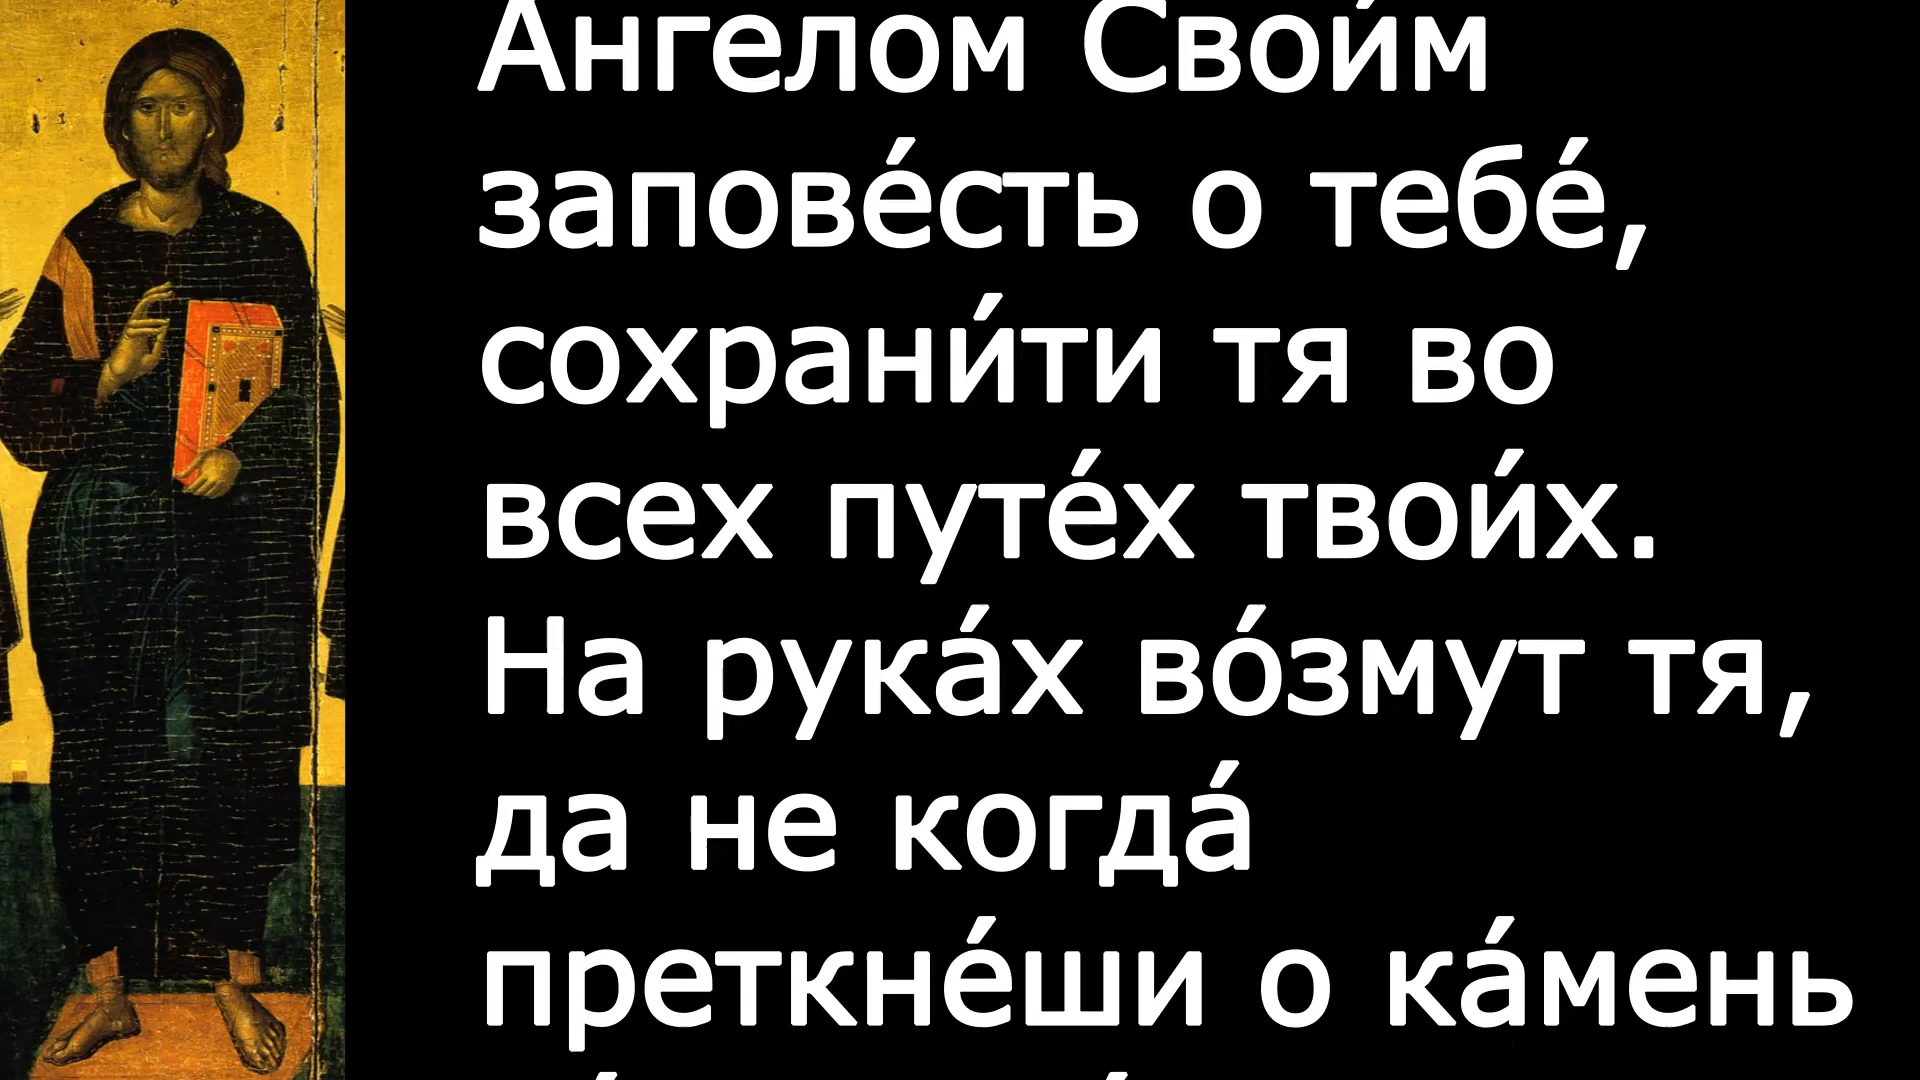 Ангелом Свои́м
запове́сть о тебе́,
сохрани́ти тя во
всех путе́х твои́х.
На рука́х во́змут тя,
да не когда́
преткне́ши о ка́мень